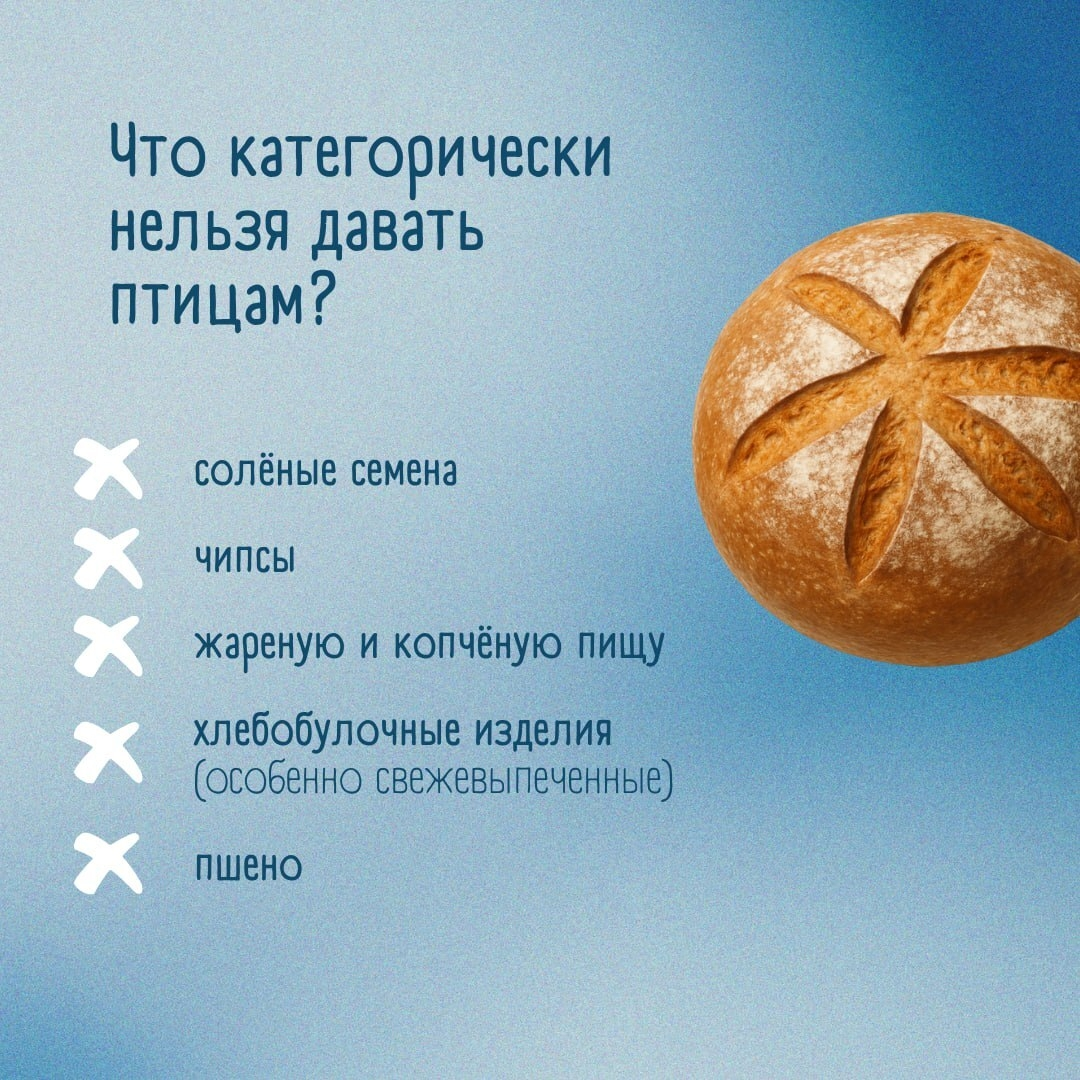 Что категорически
нельзя давать
птицам?
солёные семена
чипсы
жареную и копчёную пищу
хлебобулочные изделия
(особенно свежевыпеченные)
пшено